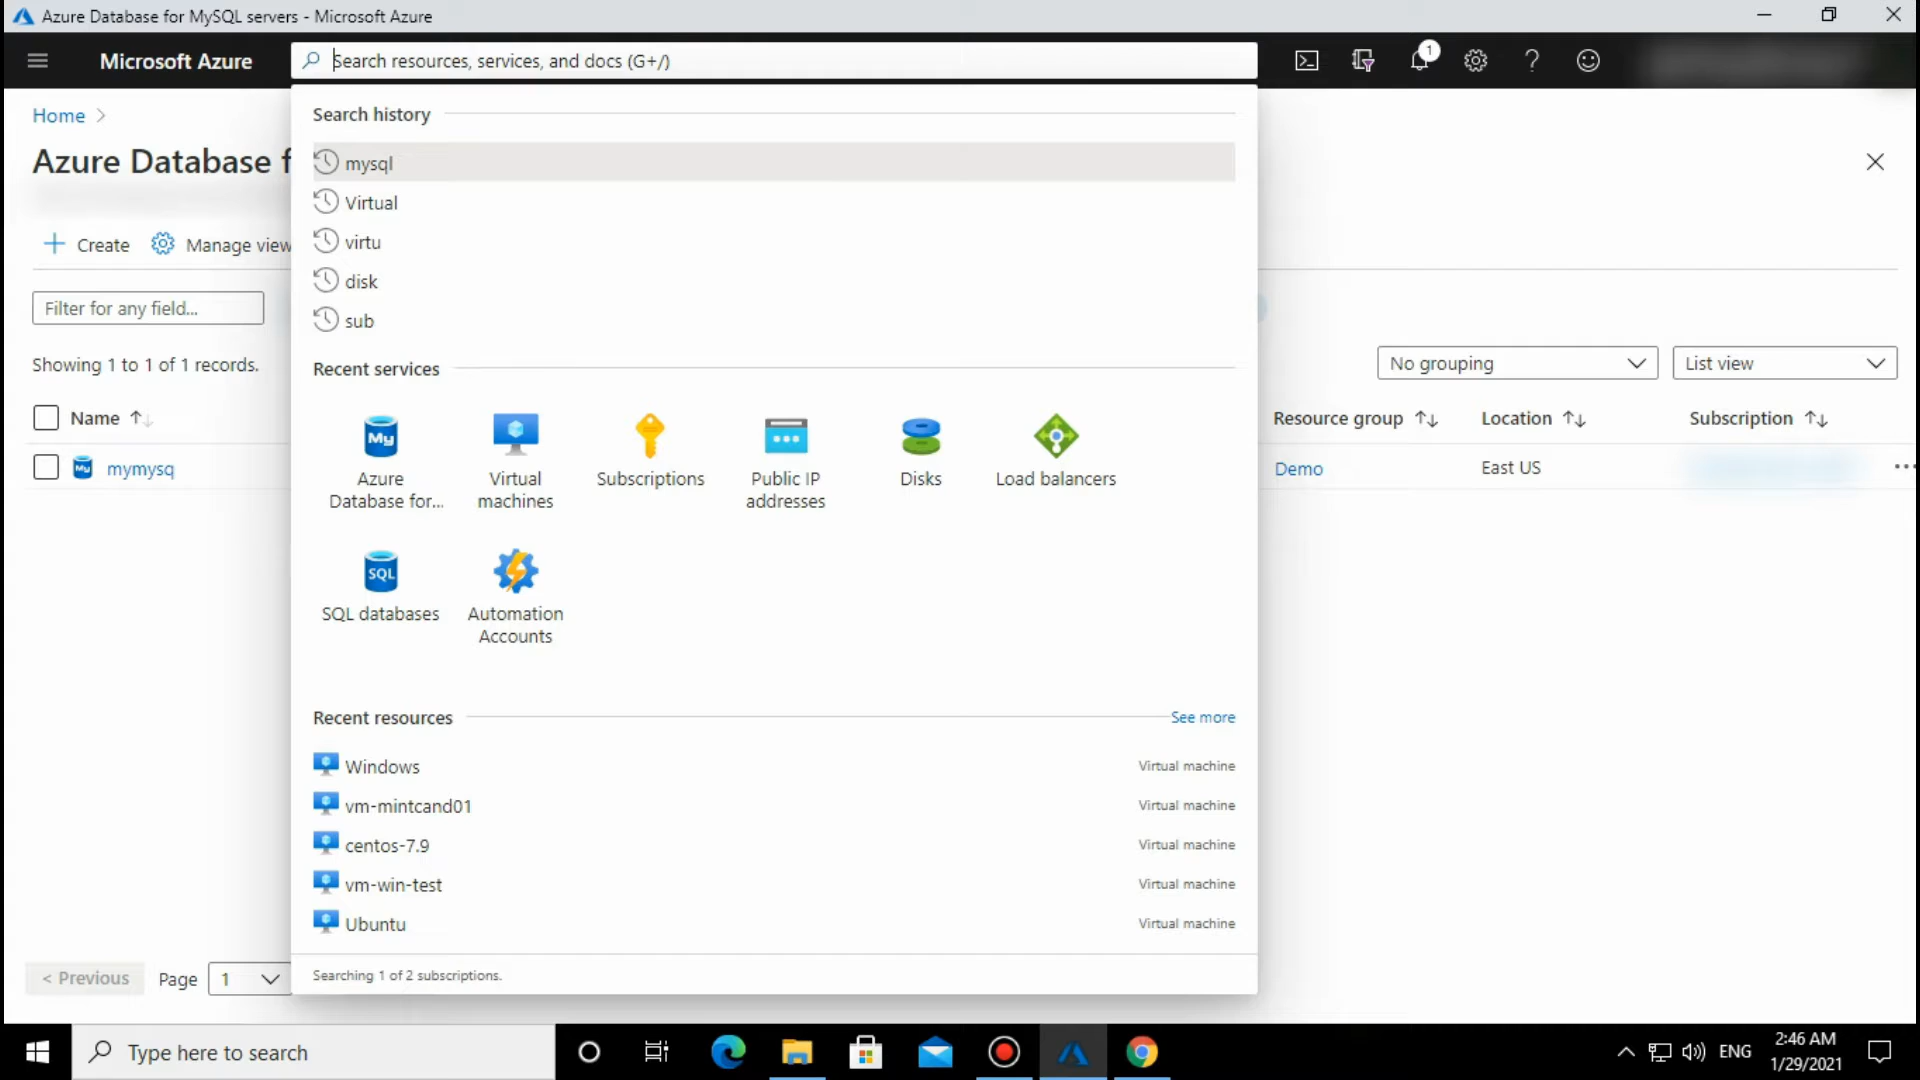 Azure Database for MySQL servers - Microsoft Azure
Microsoft Azure
Search resources, services, and docs (G+/)
1
Home
Azure Database f
Create
Manage view
Filter for any field...
Showing 1 to 1 of 1 records.
No grouping
List view
Name
Resource group
Location
Subscription
My
mymysq
Demo
East US
Search history
mysql
Virtual
virtu
disk
sub
Recent services
My
Azure
Database for...
Virtual
machines
Subscriptions
Public IP
addresses
Disks
Load balancers
SQL
SQL databases
Automation
Accounts
Recent resources
See more
Windows
Virtual machine
vm-mintcand01
Virtual machine
centos-7.9
Virtual machine
vm-win-test
Virtual machine
Ubuntu
Virtual machine
Searching 1 of 2 subscriptions.
< Previous
Page
1
Type here to search
ENG
2:46 AM
1/29/2021